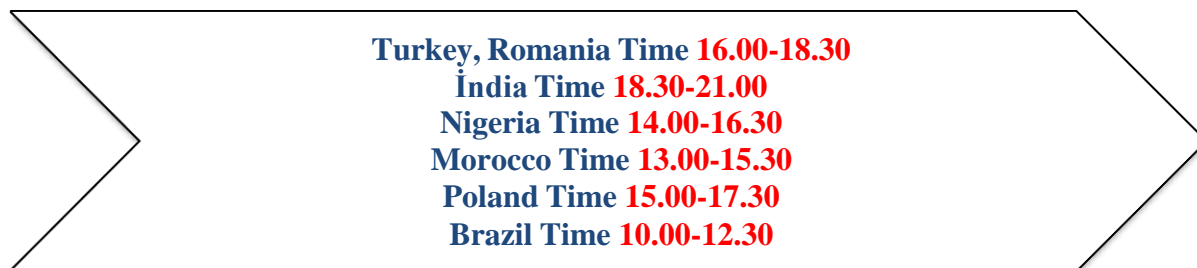 Turkey, Romania Time 16.00-18.30
İndia Time 18.30-21.00
Nigeria Time 14.00-16.30
Morocco Time 13.00-15.30
Poland Time 15.00-17.30
Brazil Time 10.00-12.30